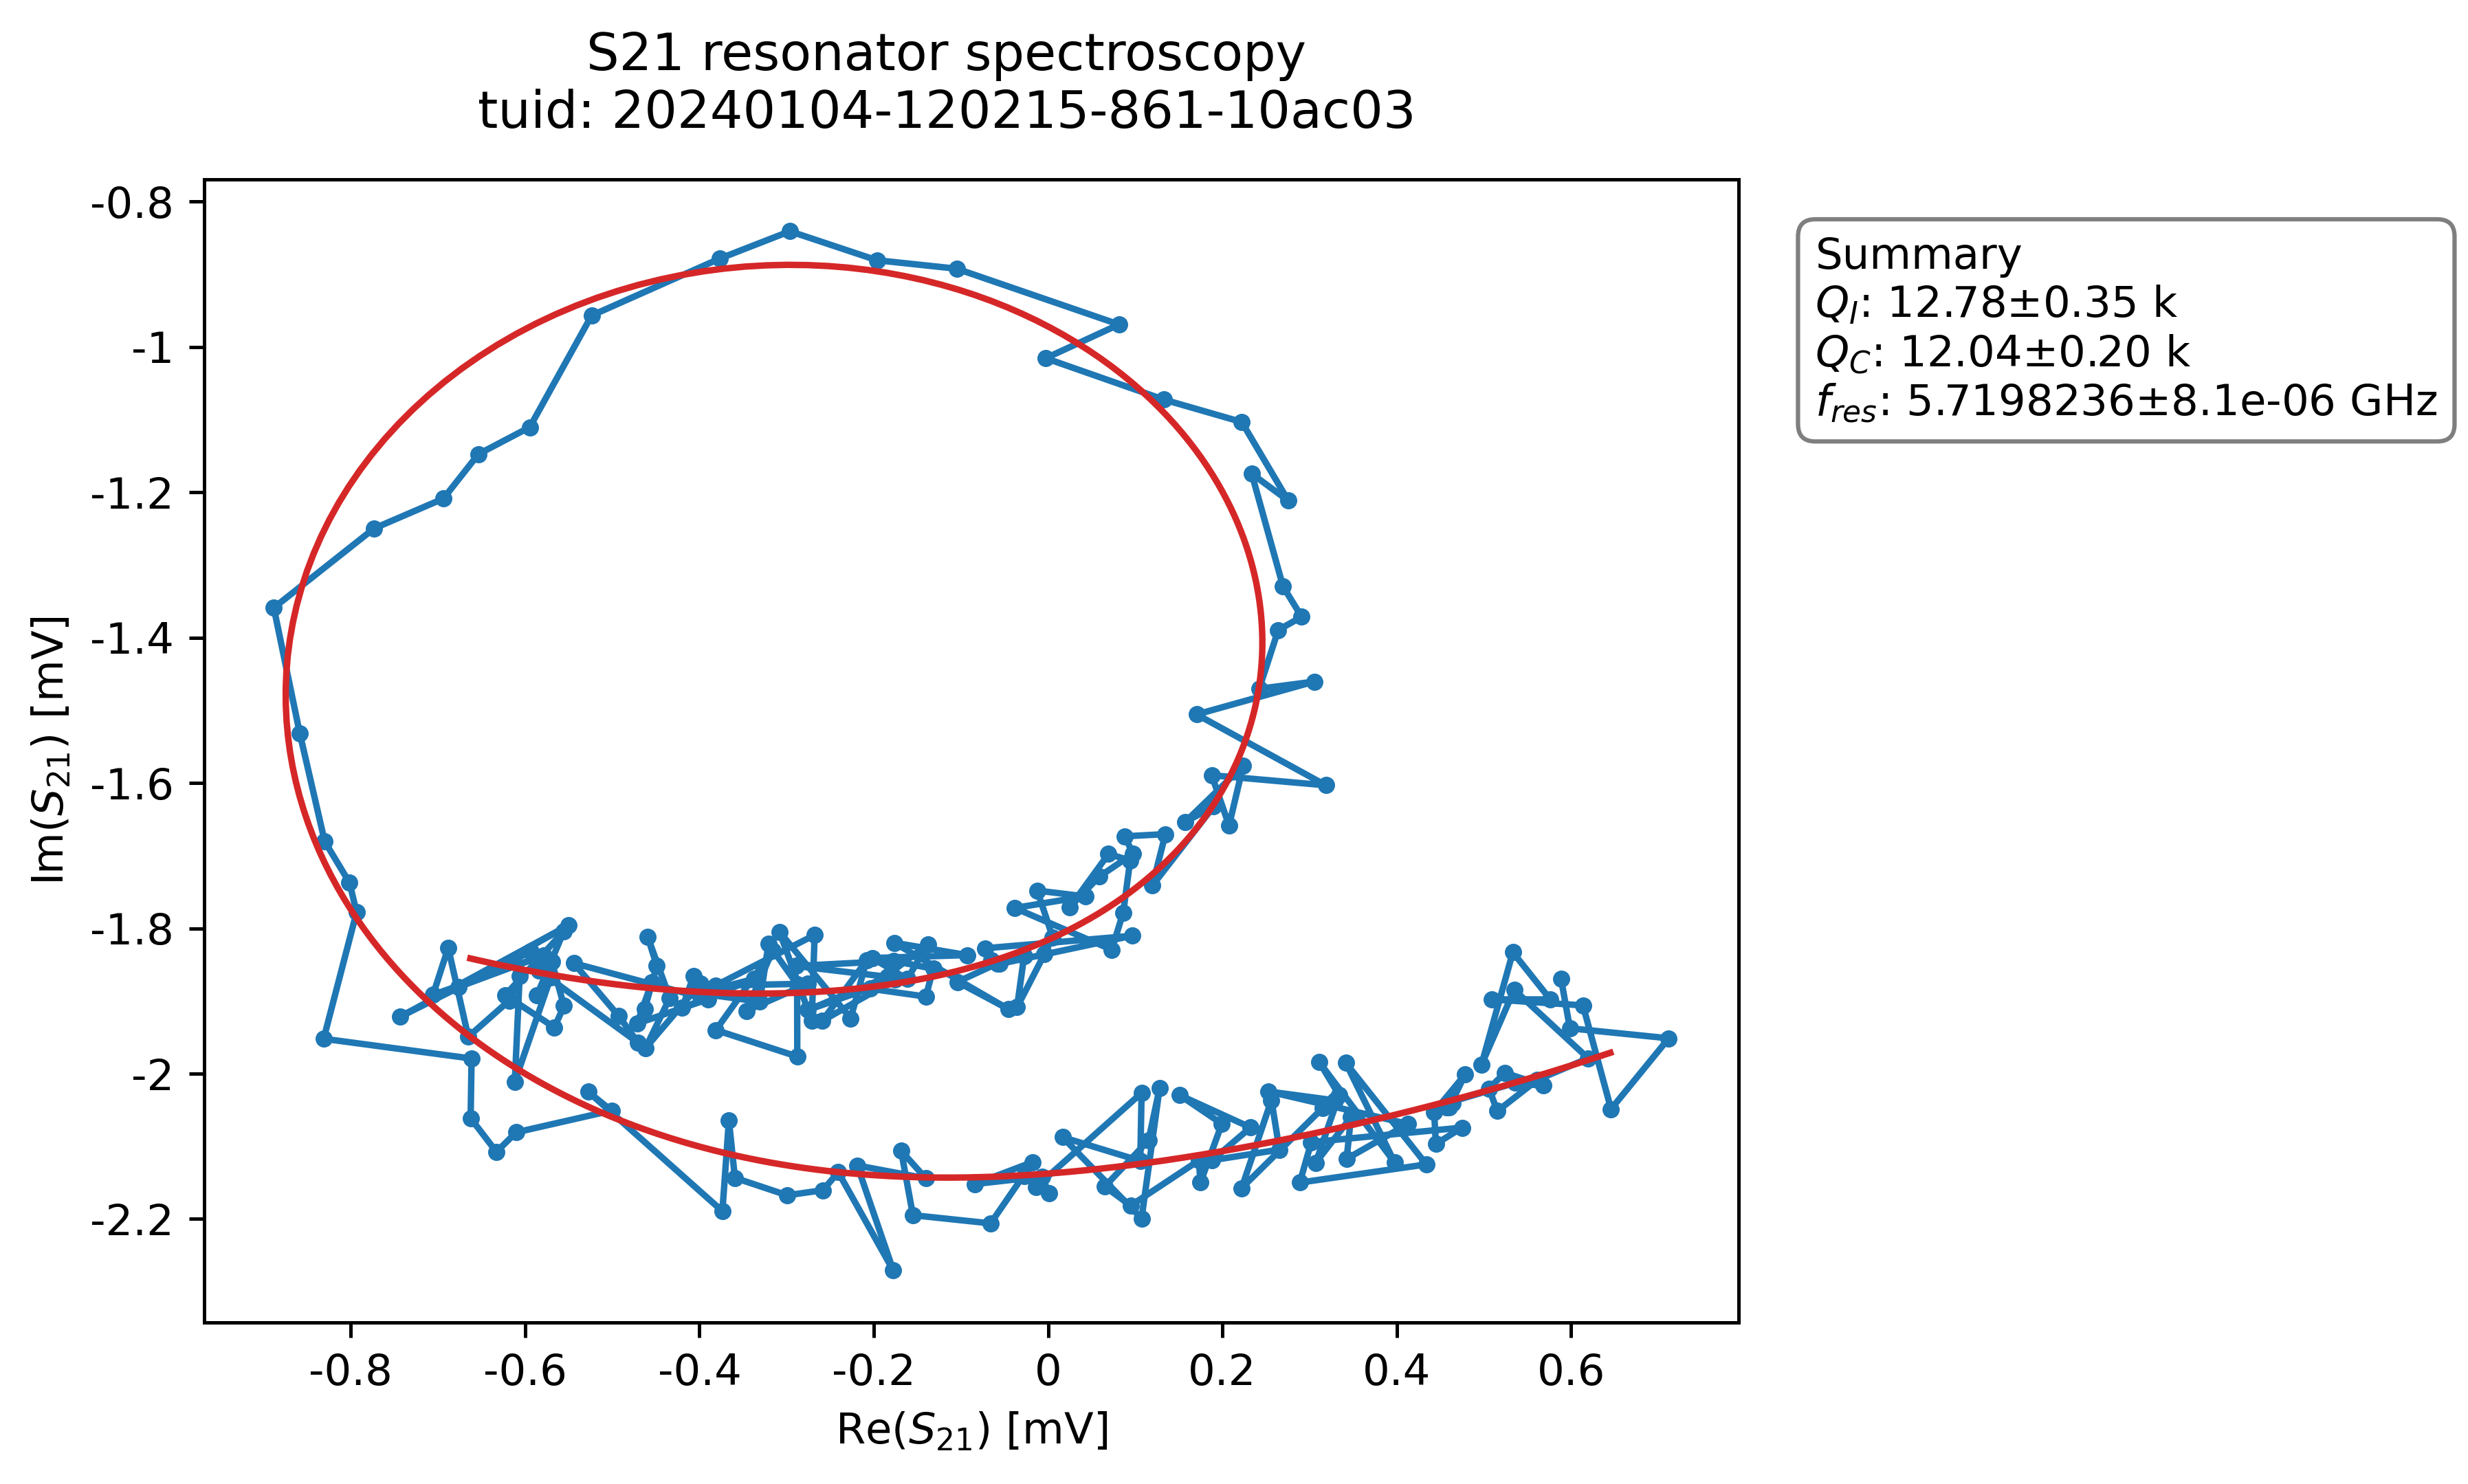 S21 resonator spectroscopy
tuid: 20240104-120215-861-10ac03
-0.8
-1
-1.2
-1.4
-1.6
-1.8
-2
-2.2
Im(S21) [mV]
-0.8 -0.6 -0.4 -0.2 0 0.2 0.4 0.6
Re(S21) [mV]
Summary
QI: 12.78±0.35 k
QC: 12.04±0.20 k
fres: 5.7198236±8.1e-06 GHz